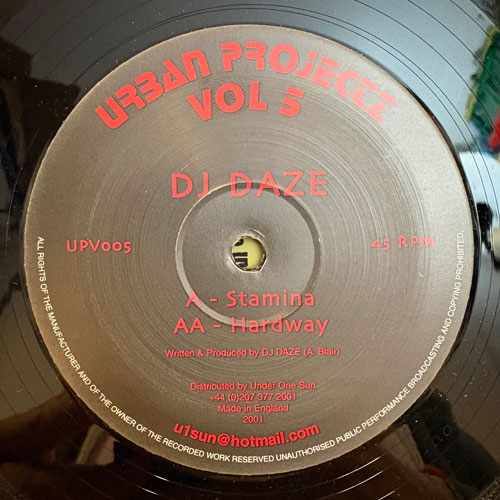 URBAN PROJECTZ
VOL 5
DJ DAZE
UPV005
45 RPM
A - Stamina
AA - Hardway
Written & Produced by DJ DAZE (A. Blair)
Distributed by Under One Sun
+44 (0)207 377 2001
Made in England
2001
u1sun@hotmail.com
ALL RIGHTS OF THE MANUFACTURER AND OF THE OWNER OF THE RECORDED WORK RESERVED UNAUTHORISED PUBLIC PERFORMANCE BROADCASTING AND COPYING PROHIBITED